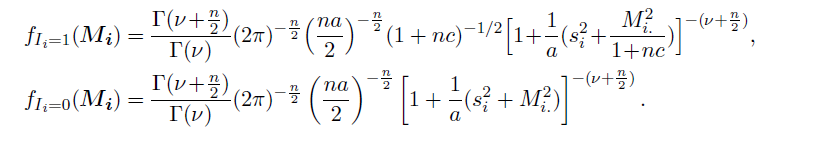 f_{I_i=1}(M_i) = \frac{\Gamma(\nu+\frac{n}{2})}{\Gamma(\nu)} (2\pi)^{-\frac{n}{2}} \left(\frac{na}{2}\right)^{-\frac{n}{2}} (1+nc)^{-1/2} \left[1+\frac{1}{a}(s_i^2+\frac{M_{i.}^2}{1+nc})\right]^{-(\nu+\frac{n}{2})},
f_{I_i=0}(M_i) = \frac{\Gamma(\nu+\frac{n}{2})}{\Gamma(\nu)} (2\pi)^{-\frac{n}{2}} \left(\frac{na}{2}\right)^{-\frac{n}{2}} \left[1+\frac{1}{a}(s_i^2+M_{i.}^2)\right]^{-(\nu+\frac{n}{2})}.